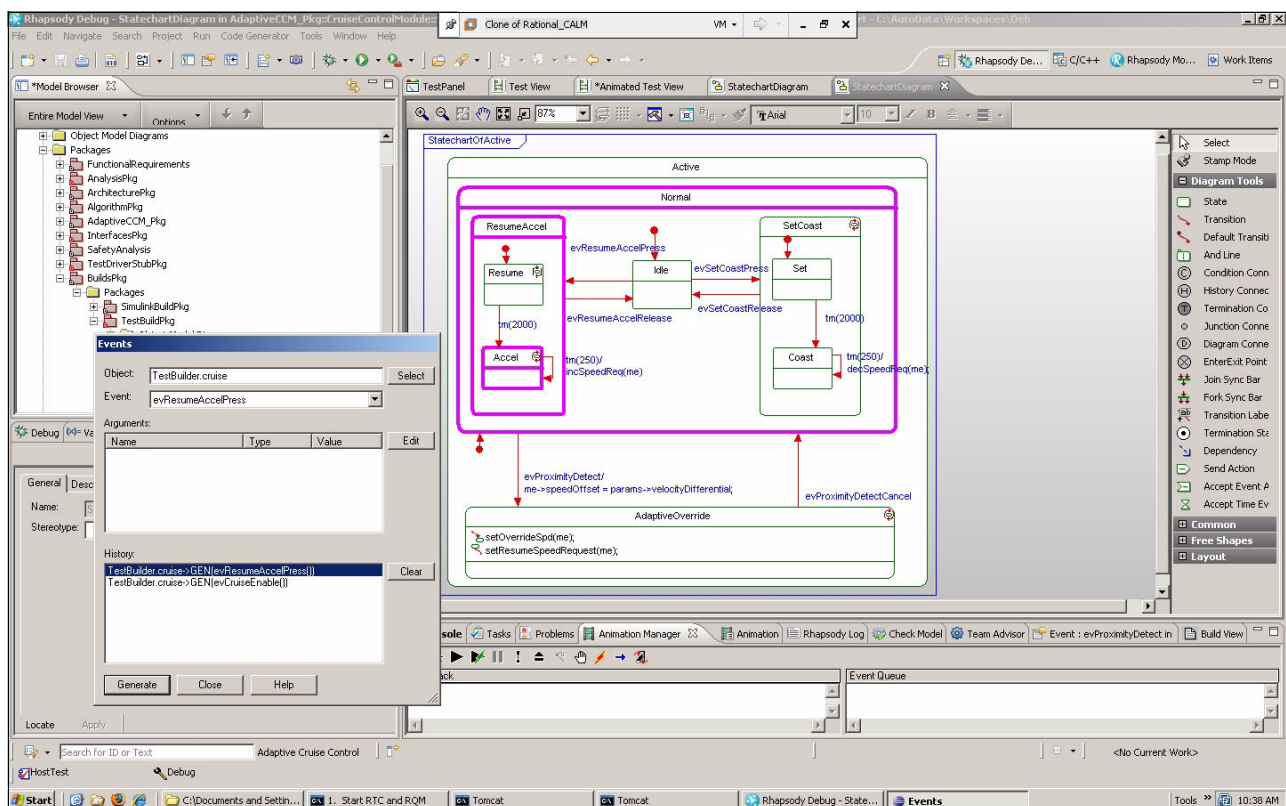 Rhapsody Debug - StatechartDiagram in AdaptiveCCM_Pkg::CruiseControlModule::
Clone of Rational_CALM
VM
rt - C:\AutoData\Workspaces\Deb
File Edit Navigate Search Project Run Code Generator Tools Window Help
Rhapsody De...
C/C++
Rhapsody Mo...
Work Items
*Model Browser
TestPanel
Test View
*Animated Test View
StatechartDiagram
StatechartDiagram
Entire Model View
Options
87%
Arial
10
B
Object Model Diagrams
Packages
FunctionalRequirements
AnalysisPkg
ArchitecturePkg
AlgorithmPkg
AdaptiveCCM_Pkg
InterfacesPkg
SafetyAnalysis
TestDriverStubPkg
BuildsPkg
Packages
SimulinkBuildPkg
TestBuildPkg
StatechartOfActive
Active
Normal
ResumeAccel
SetCoast
evResumeAccelPress
Resume
Idle
evSetCoastPress
Set
evResumeAccelRelease
evSetCoastRelease
tm(2000)
tm(2000)
Accel
tm(250)/
incSpeedReq(me)
Coast
tm(250)/
decSpeedReq(me);
evProximityDetect/
me->speedOffset = params->velocityDifferential;
evProximityDetectCancel
AdaptiveOverride
setOverrideSpd(me);
setResumeSpeedRequest(me);
Select
Stamp Mode
Diagram Tools
State
Transition
Default Transiti
And Line
Condition Conn
History Connec
Termination Co
Junction Conne
Diagram Conne
EnterExit Point
Join Sync Bar
Fork Sync Bar
Transition Labe
Termination Sta
Dependency
Send Action
Accept Event A
Accept Time Ev
Common
Free Shapes
Layout
Events
Object:
TestBuilder.cruise
Select
Event:
evResumeAccelPress
Arguments:
Name Type Value
Edit
History:
TestBuilder.cruise->GEN(evResumeAccelPress())
TestBuilder.cruise->GEN(evCruiseEnable())
Clear
Generate
Close
Help
Debug
(x)= Va
General
Desc
Name:
Stereotype:
Locate
Apply
sole
Tasks
Problems
Animation Manager
Animation
Rhapsody Log
Check Model
Team Advisor
Event : evProximityDetect in
Build View
ack
Event Queue
Search for ID or Text
Adaptive Cruise Control
<No Current Work>
HostTest
Debug
Start
C:\Documents and Settin...
1. Start RTC and RQM
Tomcat
Tomcat
Rhapsody Debug - State...
Events
Tools
10:38 AM